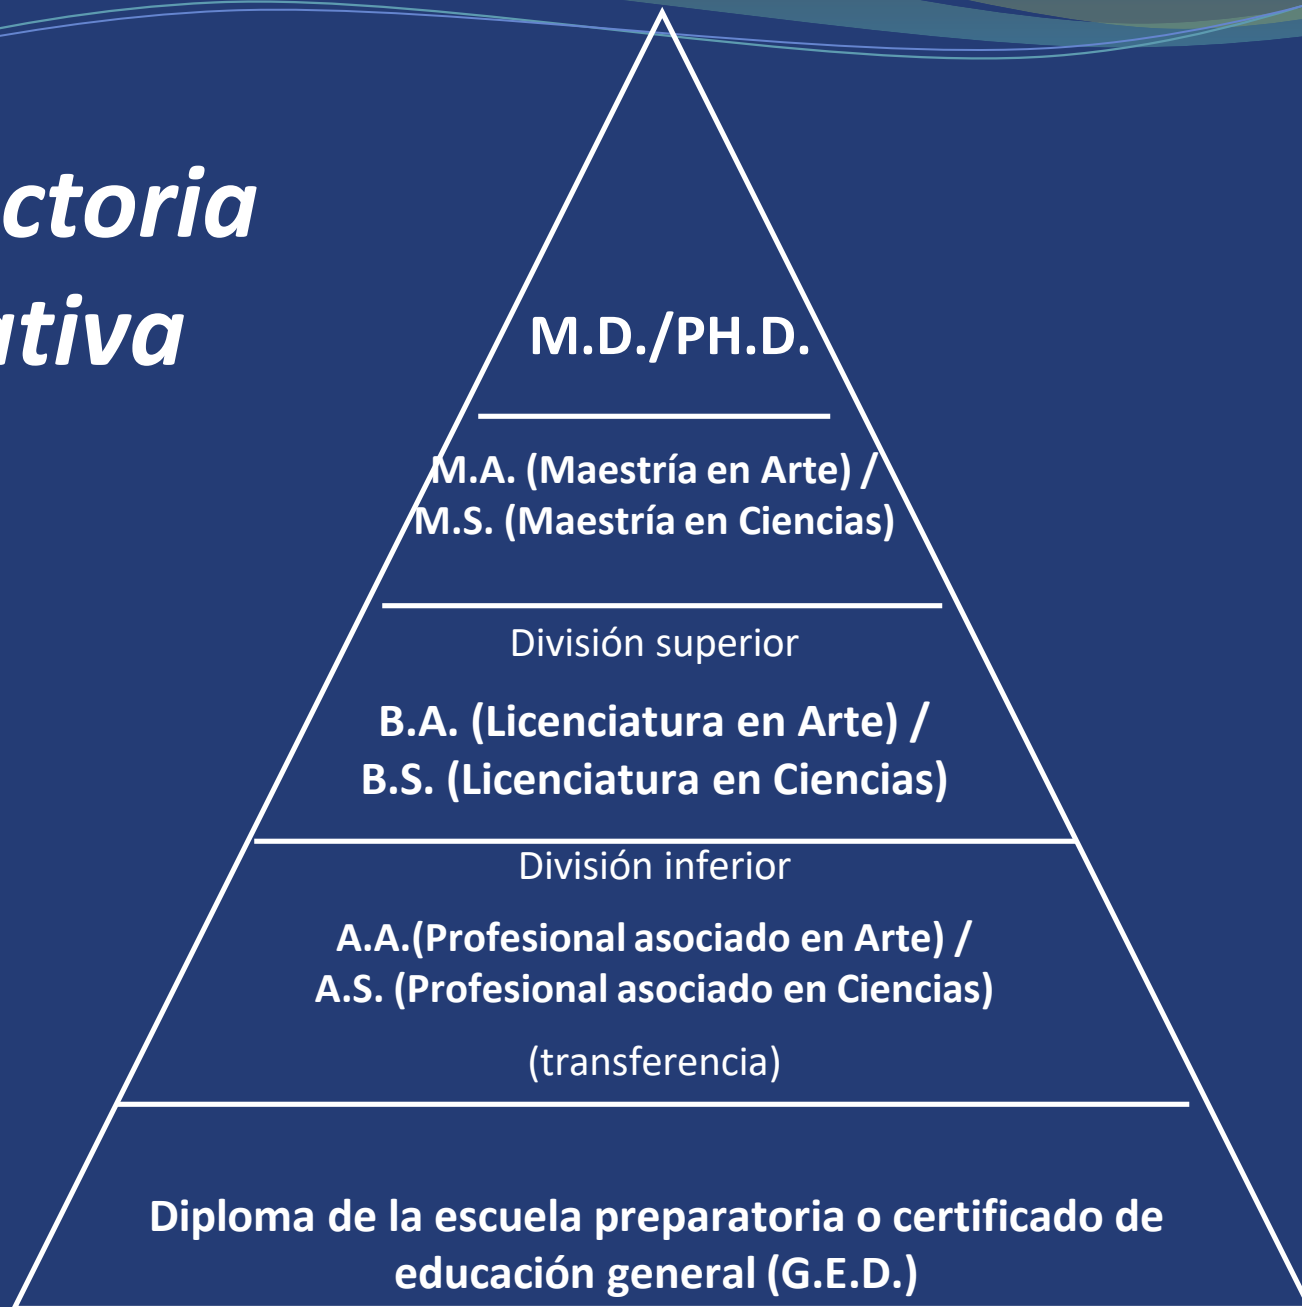 ctoria
ativa
M.D./PH.D.
M.A. (Maestría en Arte) /
M.S. (Maestría en Ciencias)
División superior
B.A. (Licenciatura en Arte) /
B.S. (Licenciatura en Ciencias)
División inferior
A.A.(Profesional asociado en Arte) /
A.S. (Profesional asociado en Ciencias)
(transferencia)
Diploma de la escuela preparatoria o certificado de
educación general (G.E.D.)